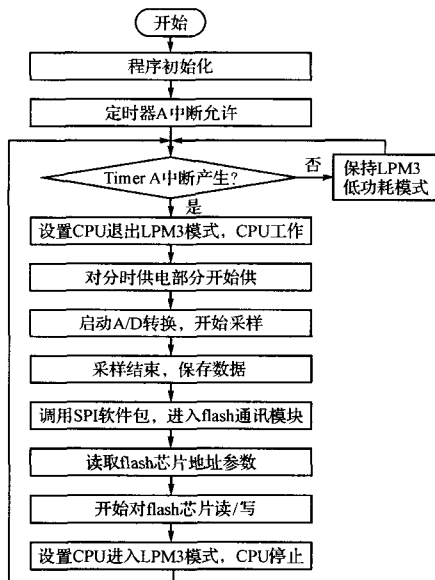 开始
程序初始化
定时器A中断允许
Timer A中断产生?
否
保持LPM3
低功耗模式
是
设置CPU退出LPM3模式，CPU工作
对分时供电部分开始供
启动A/D转换，开始采样
采样结束，保存数据
调用SPI软件包，进入flash通讯模块
读取flash芯片地址参数
开始对flash芯片读/写
设置CPU进入LPM3模式，CPU停止